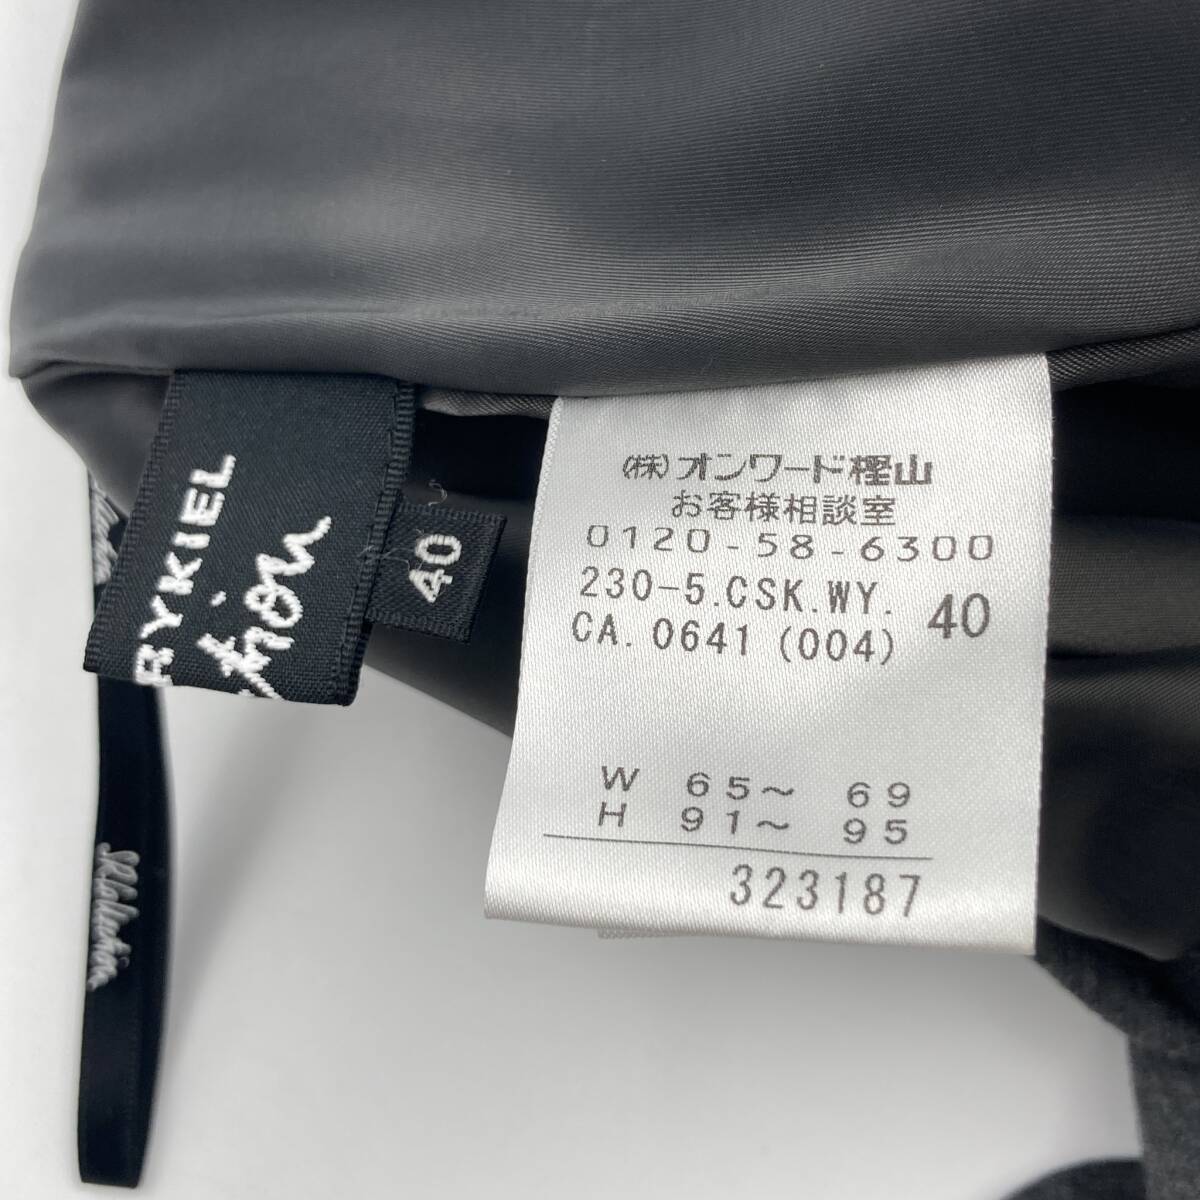 RYKIEL
40
(株)オンワード樫山
お客様相談室
0120-58-6300
230-5.CSK.WY. 40
CA. 0641 (004)
W 65~ 69
H 91~ 95
323187